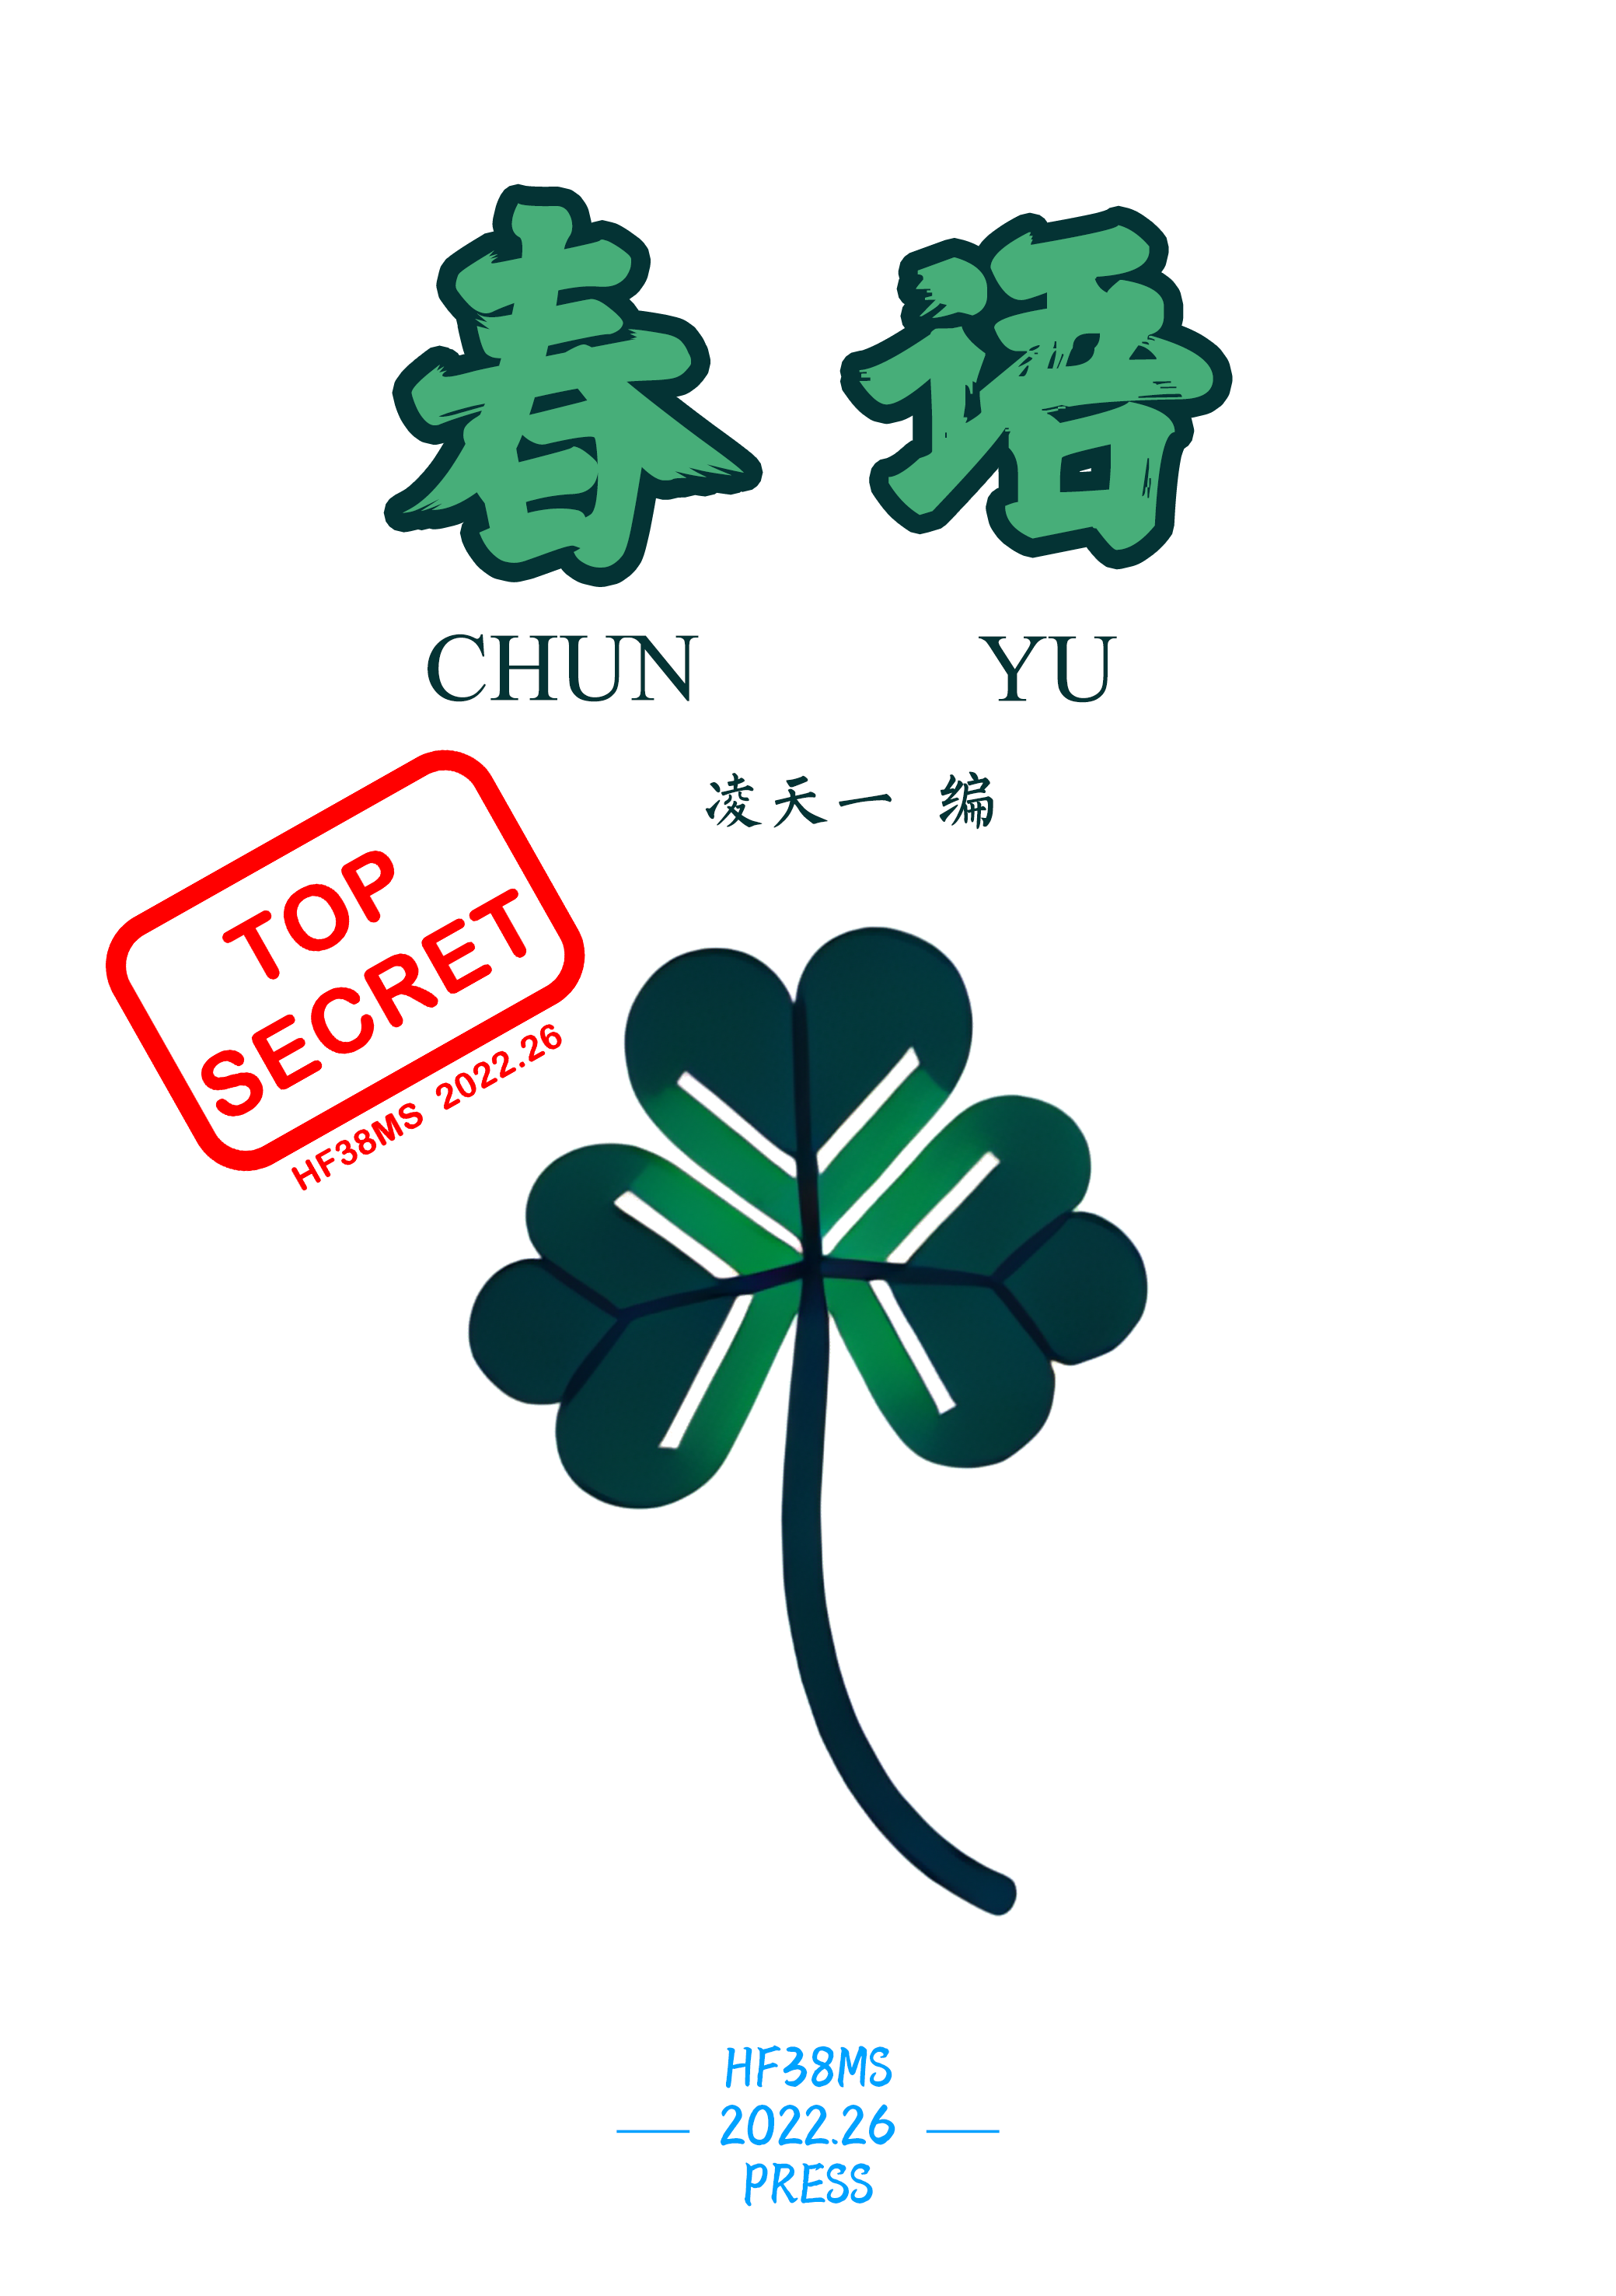 春 语
CHUN YU
凌天一 编
TOP
SECRET
HF38MS 2022.26
HF38MS
2022.26
PRESS